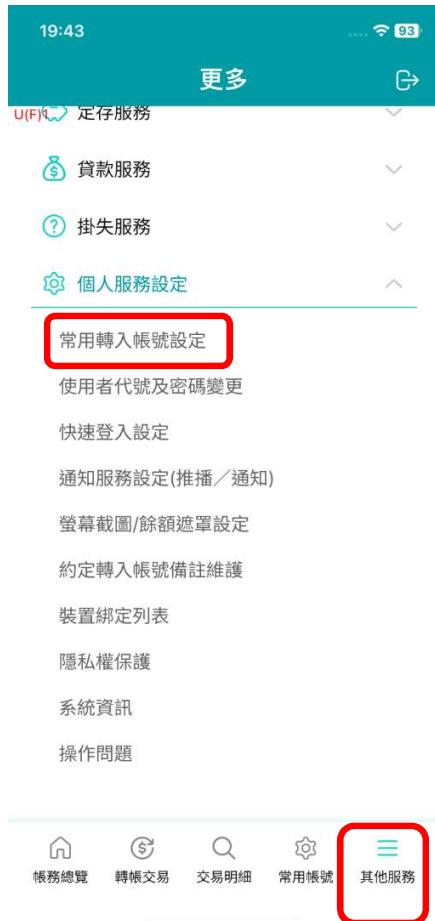 19:43
93
更多
U(F)1
定存服務
貸款服務
掛失服務
個人服務設定
常用轉入帳號設定
使用者代號及密碼變更
快速登入設定
通知服務設定(推播／通知)
螢幕截圖/餘額遮罩設定
約定轉入帳號備註維護
裝置綁定列表
隱私權保護
系統資訊
操作問題
帳務總覽 轉帳交易 交易明細 常用帳號 其他服務